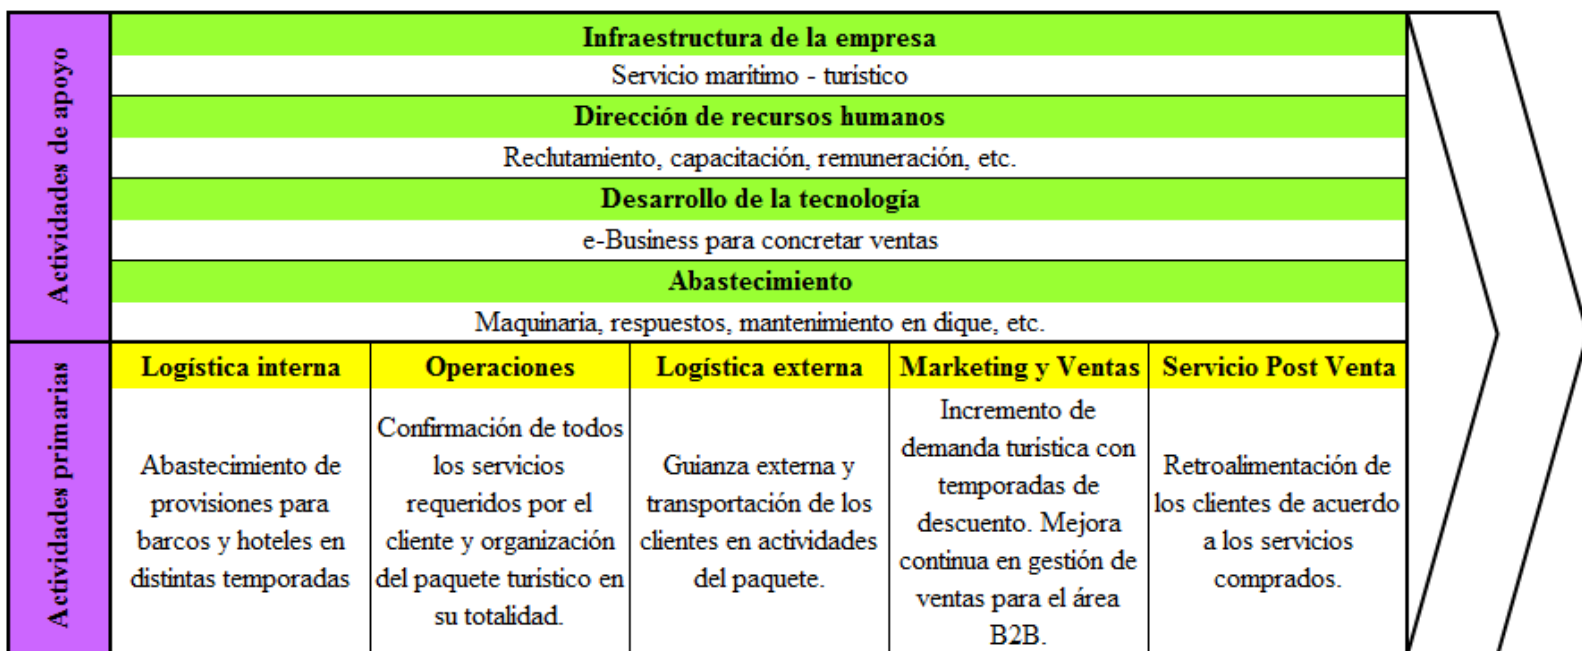 Actividades de apoyo
Infraestructura de la empresa
Servicio marítimo - turístico
Dirección de recursos humanos
Reclutamiento, capacitación, remuneración, etc.
Desarrollo de la tecnología
e-Business para concretar ventas
Abastecimiento
Maquinaria, respuestos, mantenimiento en dique, etc.
Actividades primarias
Logística interna
Abastecimiento de
provisiones para
barcos y hoteles en
distintas temporadas
Operaciones
Confirmación de todos
los servicios
requeridos por el
cliente y organización
del paquete turístico en
su totalidad.
Logística externa
Guianza externa y
transportación de los
clientes en actividades
del paquete.
Marketing y Ventas
Incremento de
demanda turística con
temporadas de
descuento. Mejora
continua en gestión de
ventas para el área
B2B.
Servicio Post Venta
Retroalimentación de
los clientes de acuerdo
a los servicios
comprados.